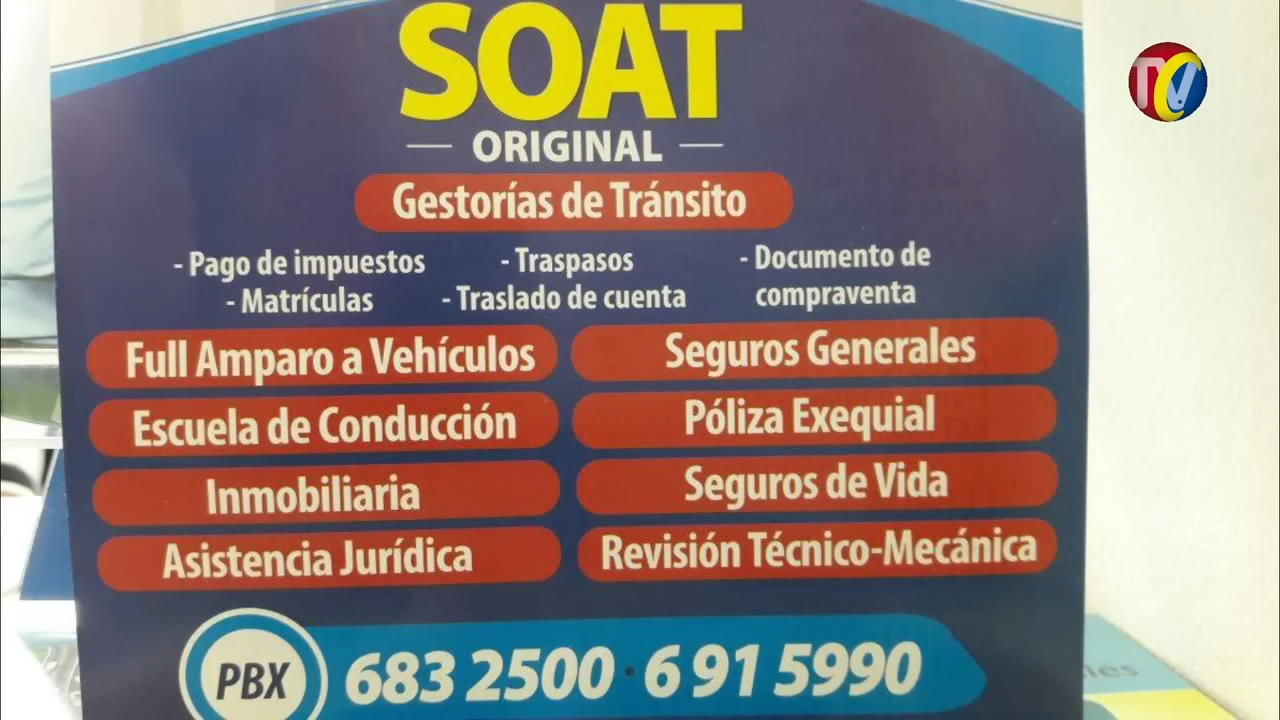 SOAT
ORIGINAL
Gestorías de Tránsito
- Pago de impuestos
- Traspasos
- Documento de compraventa
- Matrículas
- Traslado de cuenta
Full Amparo a Vehículos
Seguros Generales
Escuela de Conducción
Póliza Exequial
Inmobiliaria
Seguros de Vida
Asistencia Jurídica
Revisión Técnico-Mecánica
PBX
683 2500 · 691 5990
TVC